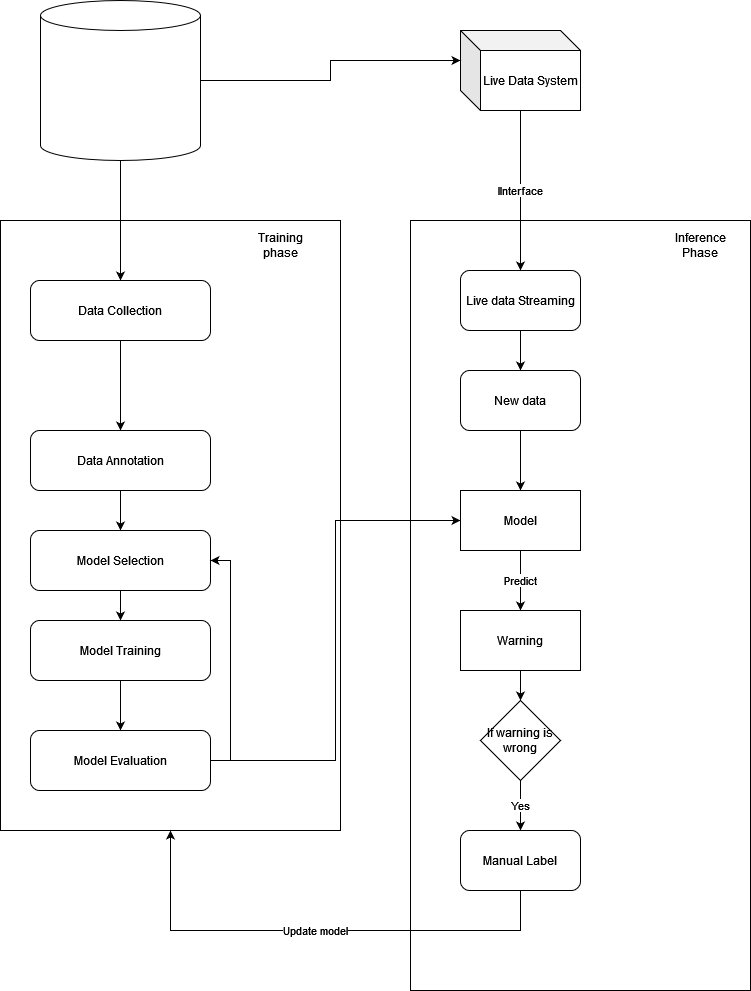 Live Data System
IInterface
Training
phase
Inference
Phase
Data Collection
Live data Streaming
New data
Data Annotation
Model Selection
Model
Predict
Model Training
Warning
If warning is
wrong
Model Evaluation
Yes
Manual Label
Update model